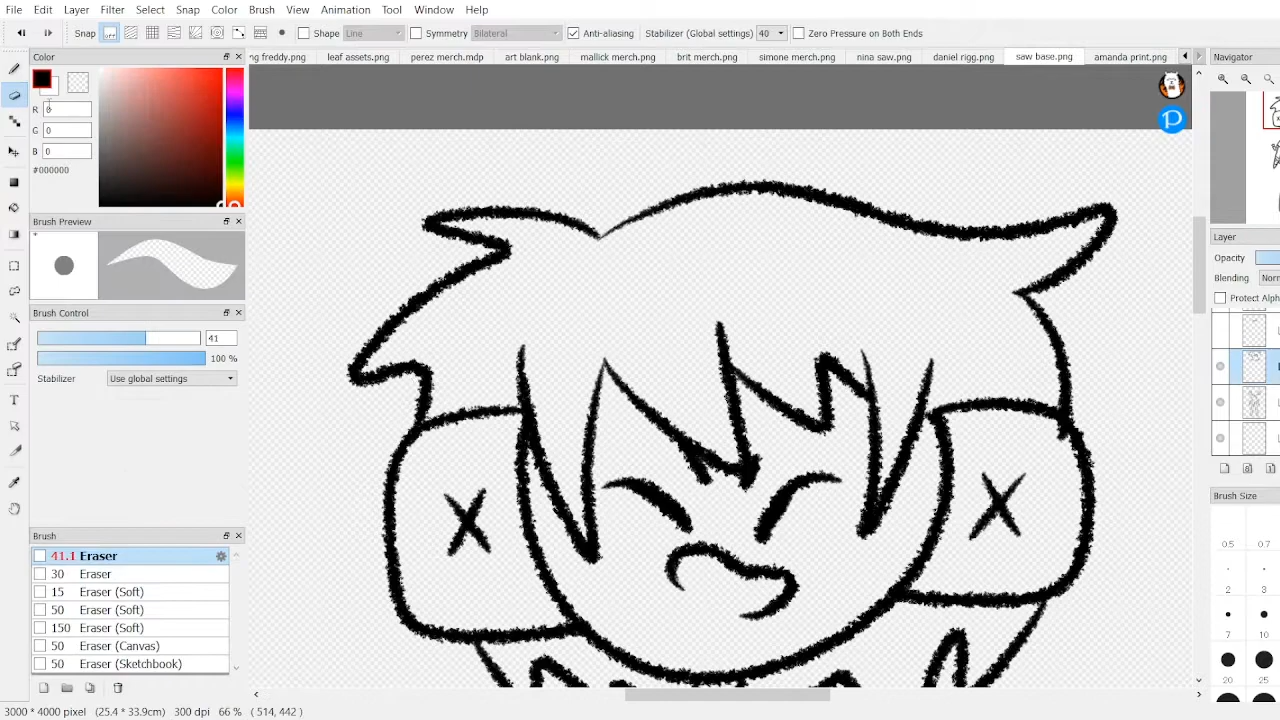 File Edit Layer Filter Select Snap Color Brush View Animation Tool Window Help
Snap Shape Line Symmetry Bilateral Anti-aliasing Stabilizer (Global settings) 40 Zero Pressure on Both Ends
Color
ng freddy.png leaf assets.png perez merch.mdp art blank.png mallick merch.png brit merch.png simone merch.png nina saw.png daniel rigg.png saw base.png amanda print.png
Navigator
R
G 0
B 0
#000000
Brush Preview
Brush Control
41
100 %
Stabilizer Use global settings
Layer
Opacity
Blending Norr
Protect Alph
Brush Size
0.5 0.7
2 3
7 10
20 25
Brush
41.1 Eraser
30 Eraser
15 Eraser (Soft)
50 Eraser (Soft)
150 Eraser (Soft)
50 Eraser (Canvas)
50 Eraser (Sketchbook)
3000 * 4000 pixel (25.4 * 33.9cm) 300 dpi 66 % ( 514, 442 )